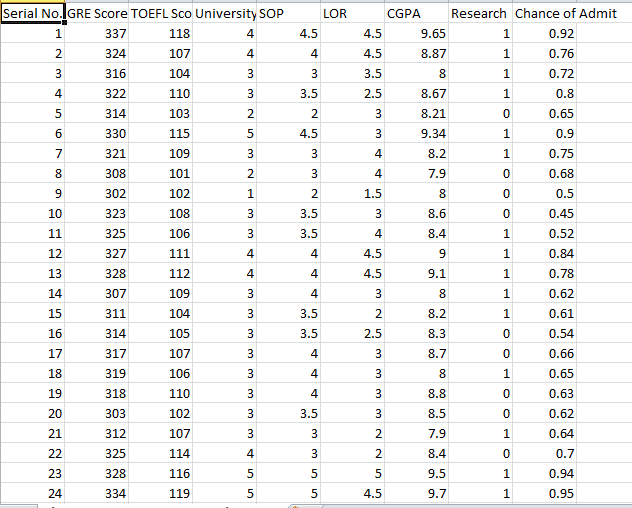 Serial No. GRE Score TOEFL Sco University SOP LOR CGPA Research Chance of Admit
1 337 118 4 4.5 4.5 9.65 1 0.92
2 324 107 4 4 4.5 8.87 1 0.76
3 316 104 3 3 3.5 8 1 0.72
4 322 110 3 3.5 2.5 8.67 1 0.8
5 314 103 2 2 3 8.21 0 0.65
6 330 115 5 4.5 3 9.34 1 0.9
7 321 109 3 3 4 8.2 1 0.75
8 308 101 2 3 4 7.9 0 0.68
9 302 102 1 2 1.5 8 0 0.5
10 323 108 3 3.5 3 8.6 0 0.45
11 325 106 3 3.5 4 8.4 1 0.52
12 327 111 4 4 4.5 9 1 0.84
13 328 112 4 4 4.5 9.1 1 0.78
14 307 109 3 4 3 8 1 0.62
15 311 104 3 3.5 2 8.2 1 0.61
16 314 105 3 3.5 2.5 8.3 0 0.54
17 317 107 3 4 3 8.7 0 0.66
18 319 106 3 4 3 8 1 0.65
19 318 110 3 4 3 8.8 0 0.63
20 303 102 3 3.5 3 8.5 0 0.62
21 312 107 3 3 2 7.9 1 0.64
22 325 114 4 3 2 8.4 0 0.7
23 328 116 5 5 5 9.5 1 0.94
24 334 119 5 5 4.5 9.7 1 0.95